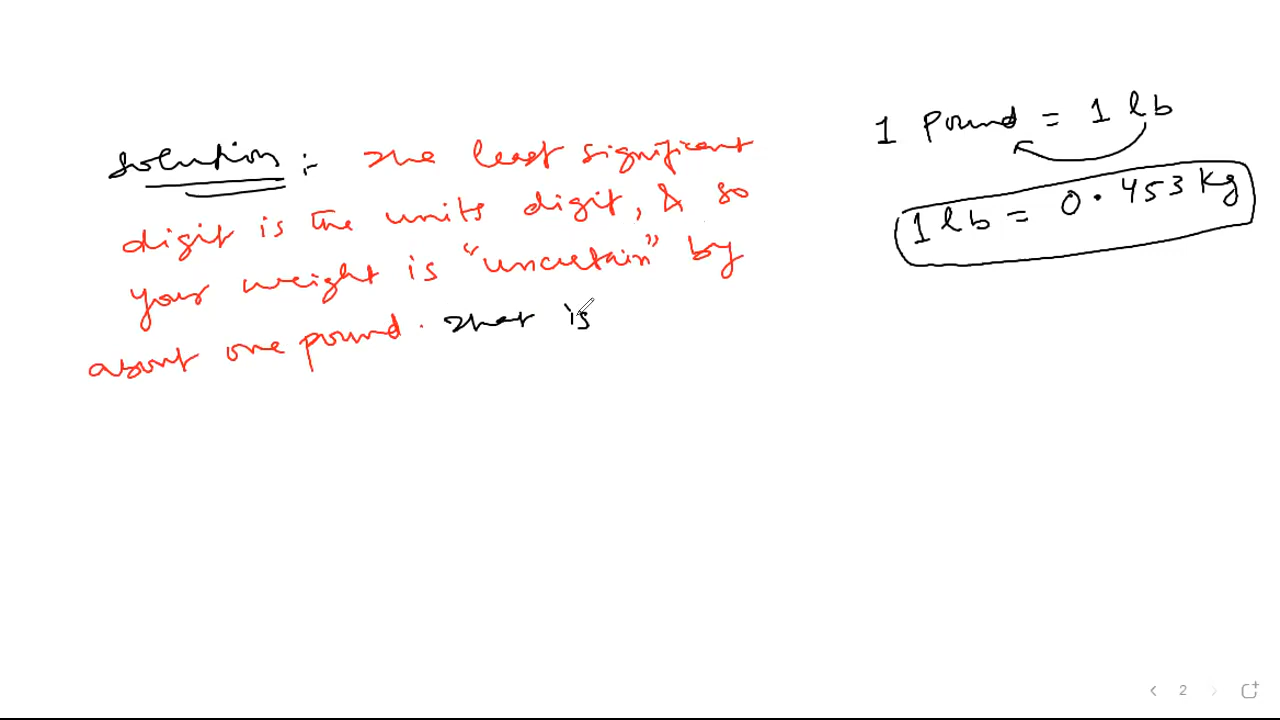 Solution :- The least significant
digit is the units digit, & so
your weight is "uncertain" by
about one pound. That is
1 Pound = 1 lb
1 lb = 0.453 Kg
2